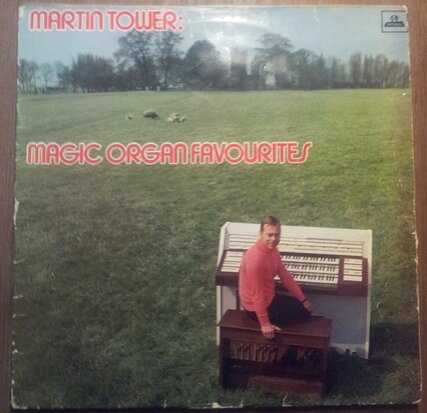 MARTIN TOWER:
MAGIC ORGAN FAVOURITES